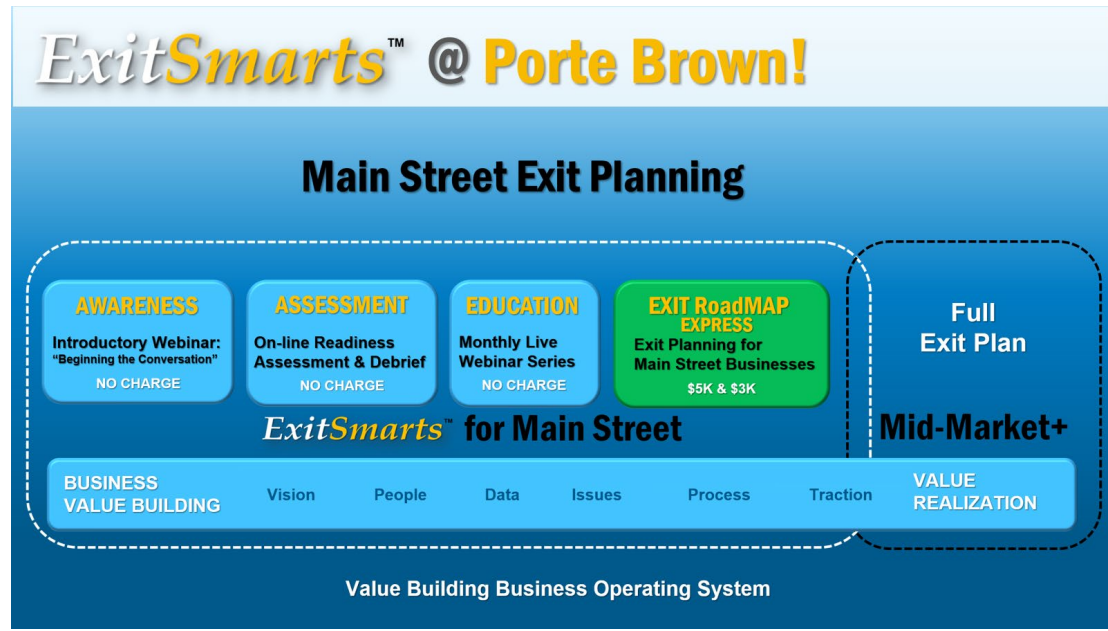 ExitSmarts™ @ Porte Brown!
Main Street Exit Planning
AWARENESS
Introductory Webinar:
"Beginning the Conversation"
NO CHARGE
ASSESSMENT
On-line Readiness
Assessment & Debrief
NO CHARGE
EDUCATION
Monthly Live
Webinar Series
NO CHARGE
EXIT RoadMAP
EXPRESS
Exit Planning for
Main Street Businesses
$5K & $3K
Full
Exit Plan
ExitSmarts™ for Main Street
Mid-Market+
BUSINESS
VALUE BUILDING
Vision People Data Issues Process Traction
VALUE
REALIZATION
Value Building Business Operating System